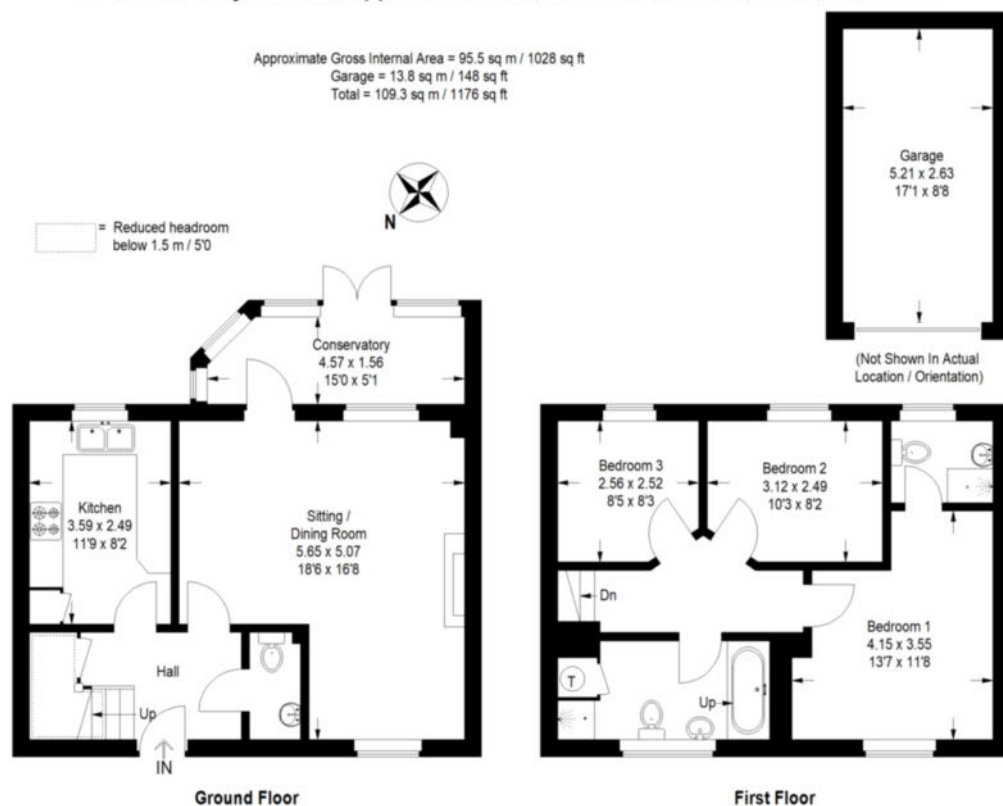 Approximate Gross Internal Area = 95.5 sq m / 1028 sq ft
Garage = 13.8 sq m / 148 sq ft
Total = 109.3 sq m / 1176 sq ft
N
= Reduced headroom
below 1.5 m / 5'0
Garage
5.21 x 2.63
17'1 x 8'8
(Not Shown In Actual
Location / Orientation)
Conservatory
4.57 x 1.56
15'0 x 5'1
Kitchen
3.59 x 2.49
11'9 x 8'2
Sitting /
Dining Room
5.65 x 5.07
18'6 x 16'8
Hall
Up
IN
Ground Floor
Bedroom 3
2.56 x 2.52
8'5 x 8'3
Bedroom 2
3.12 x 2.49
10'3 x 8'2
Dn
Bedroom 1
4.15 x 3.55
13'7 x 11'8
T
Up
First Floor